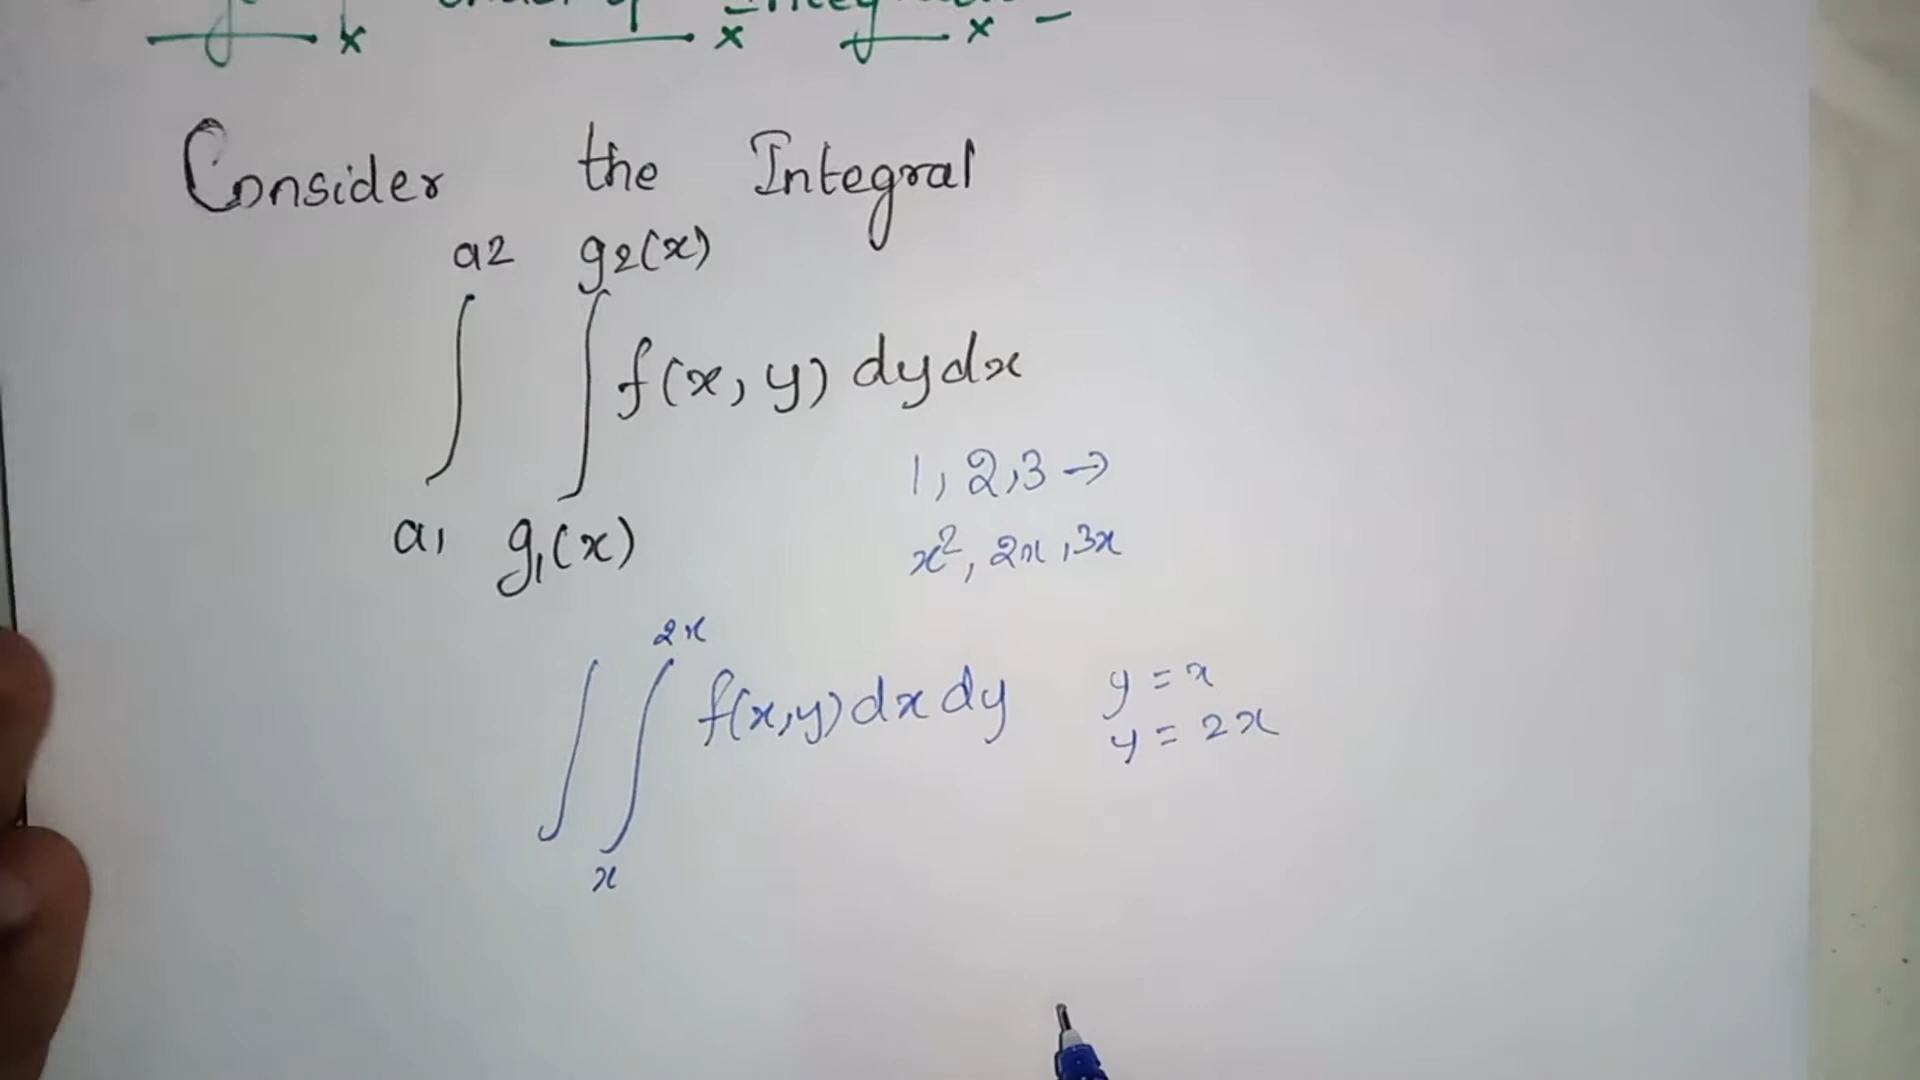 Consider the Integral
a2 g2(x)
∫ ∫ f(x, y) dy dx
a1 g1(x)
1, 2, 3 →
x², 2x, 3x
2x
∫ ∫ f(x,y) dx dy
x
y = x
y = 2x